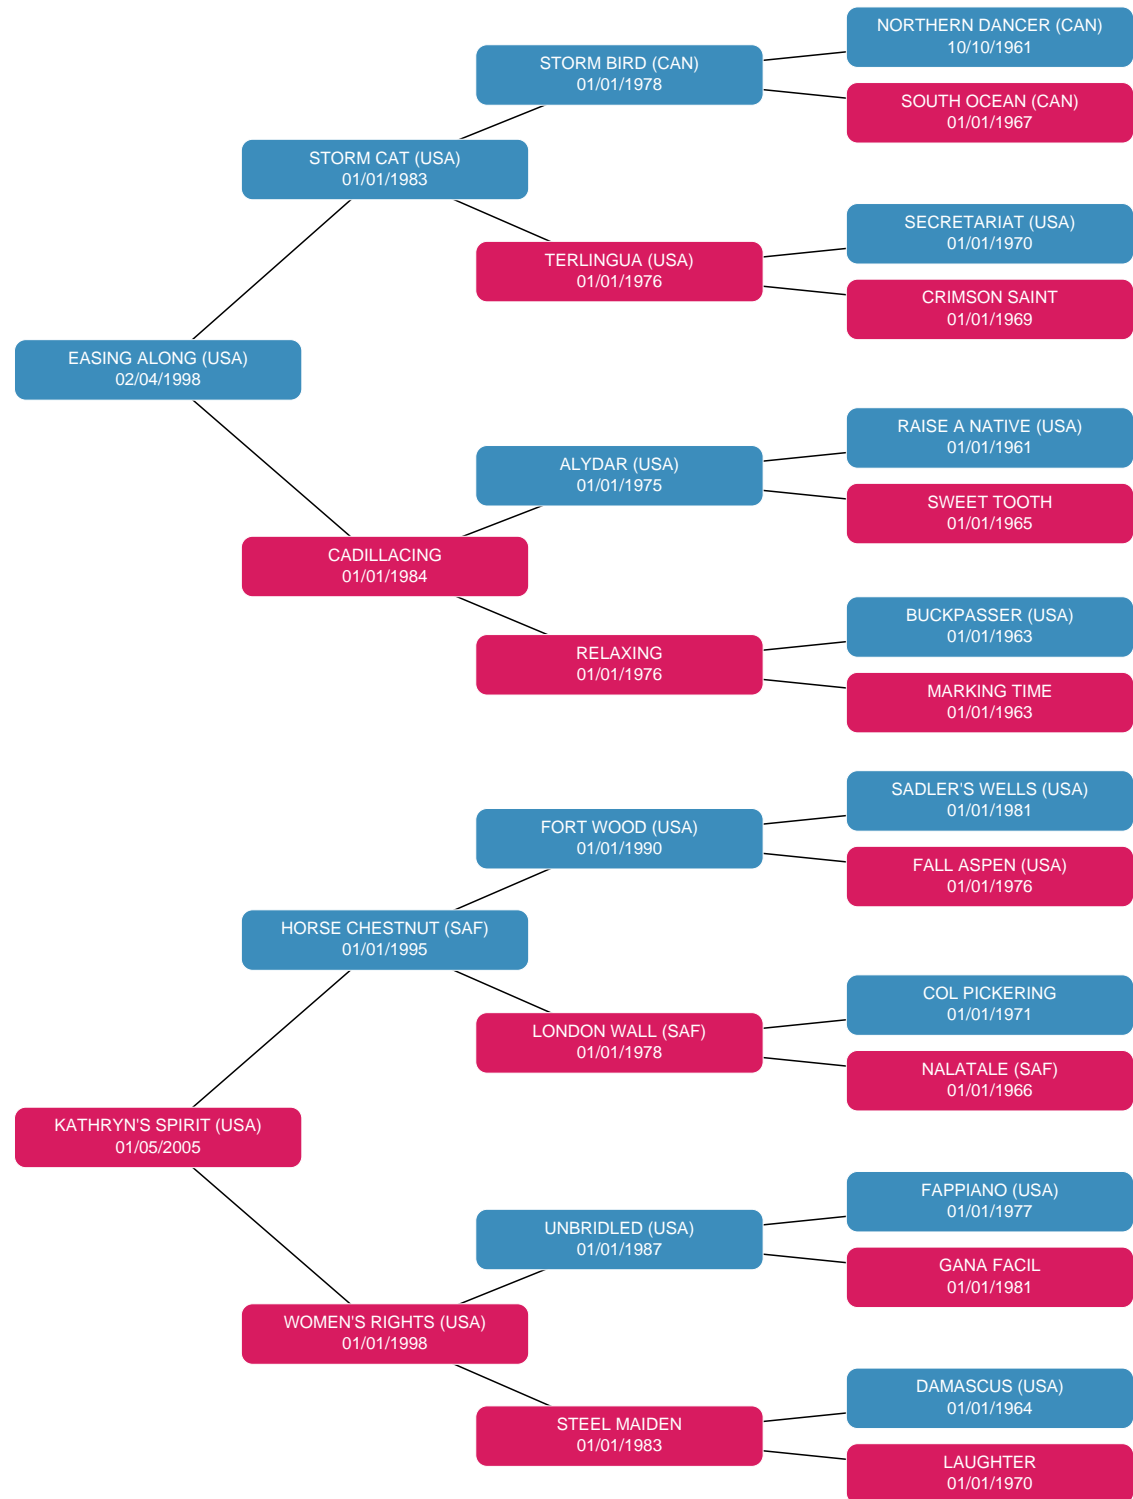 NORTHERN DANCER (CAN)
10/10/1961
STORM BIRD (CAN)
01/01/1978
SOUTH OCEAN (CAN)
01/01/1967
STORM CAT (USA)
01/01/1983
SECRETARIAT (USA)
01/01/1970
TERLINGUA (USA)
01/01/1976
CRIMSON SAINT
01/01/1969
EASING ALONG (USA)
02/04/1998
RAISE A NATIVE (USA)
01/01/1961
ALYDAR (USA)
01/01/1975
SWEET TOOTH
01/01/1965
CADILLACING
01/01/1984
BUCKPASSER (USA)
01/01/1963
RELAXING
01/01/1976
MARKING TIME
01/01/1963
SADLER'S WELLS (USA)
01/01/1981
FORT WOOD (USA)
01/01/1990
FALL ASPEN (USA)
01/01/1976
HORSE CHESTNUT (SAF)
01/01/1995
COL PICKERING
01/01/1971
LONDON WALL (SAF)
01/01/1978
NALATALE (SAF)
01/01/1966
KATHRYN'S SPIRIT (USA)
01/05/2005
FAPPIANO (USA)
01/01/1977
UNBRIDLED (USA)
01/01/1987
GANA FACIL
01/01/1981
WOMEN'S RIGHTS (USA)
01/01/1998
DAMASCUS (USA)
01/01/1964
STEEL MAIDEN
01/01/1983
LAUGHTER
01/01/1970